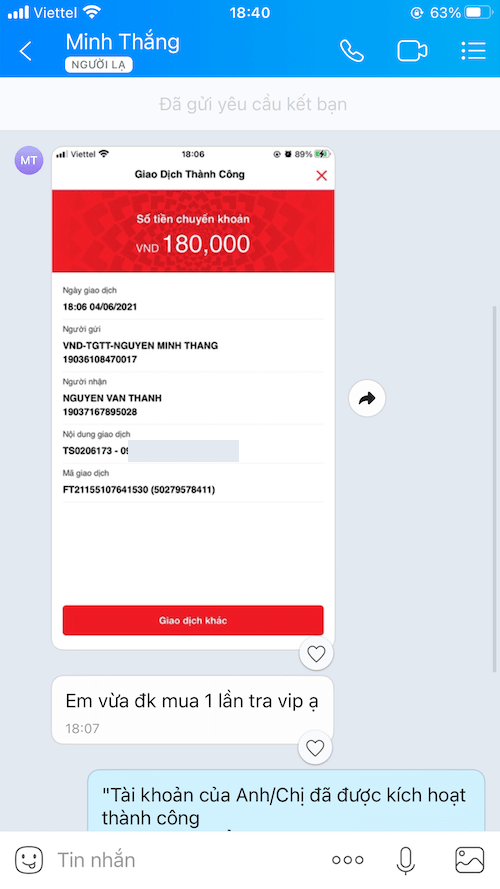 Viettel 18:40 63%
Minh Thắng
NGƯỜI LẠ
Đã gửi yêu cầu kết bạn
MT
Viettel 18:06 89%
Giao Dịch Thành Công
Số tiền chuyển khoản
VND 180,000
Ngày giao dịch
18:06 04/06/2021
Người gửi
VND-TGTT-NGUYEN MINH THANG
19036108470017
Người nhận
NGUYEN VAN THANH
19037167895028
Nội dung giao dịch
TS0206173 - 09
Mã giao dịch
FT21155107641530 (50279578411)
Giao dịch khác
Em vừa đk mua 1 lần tra vip ạ
18:07
"Tài khoản của Anh/Chị đã được kích hoạt
thành công
Tin nhắn